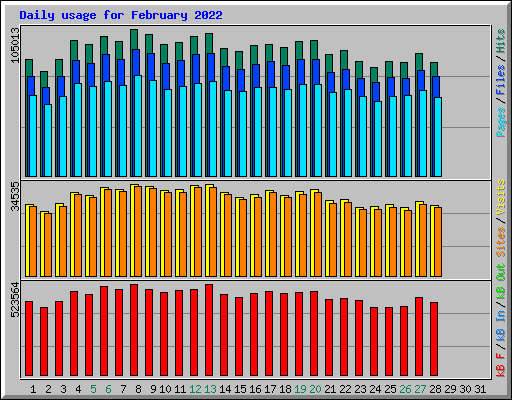 Daily usage for February 2022
105013
Pages / Files / Hits
34535
kB F / kB In / kB Out Sites / Visits
523564
1 2 3 4 5 6 7 8 9 10 11 12 13 14 15 16 17 18 19 20 21 22 23 24 25 26 27 28 29 30 31